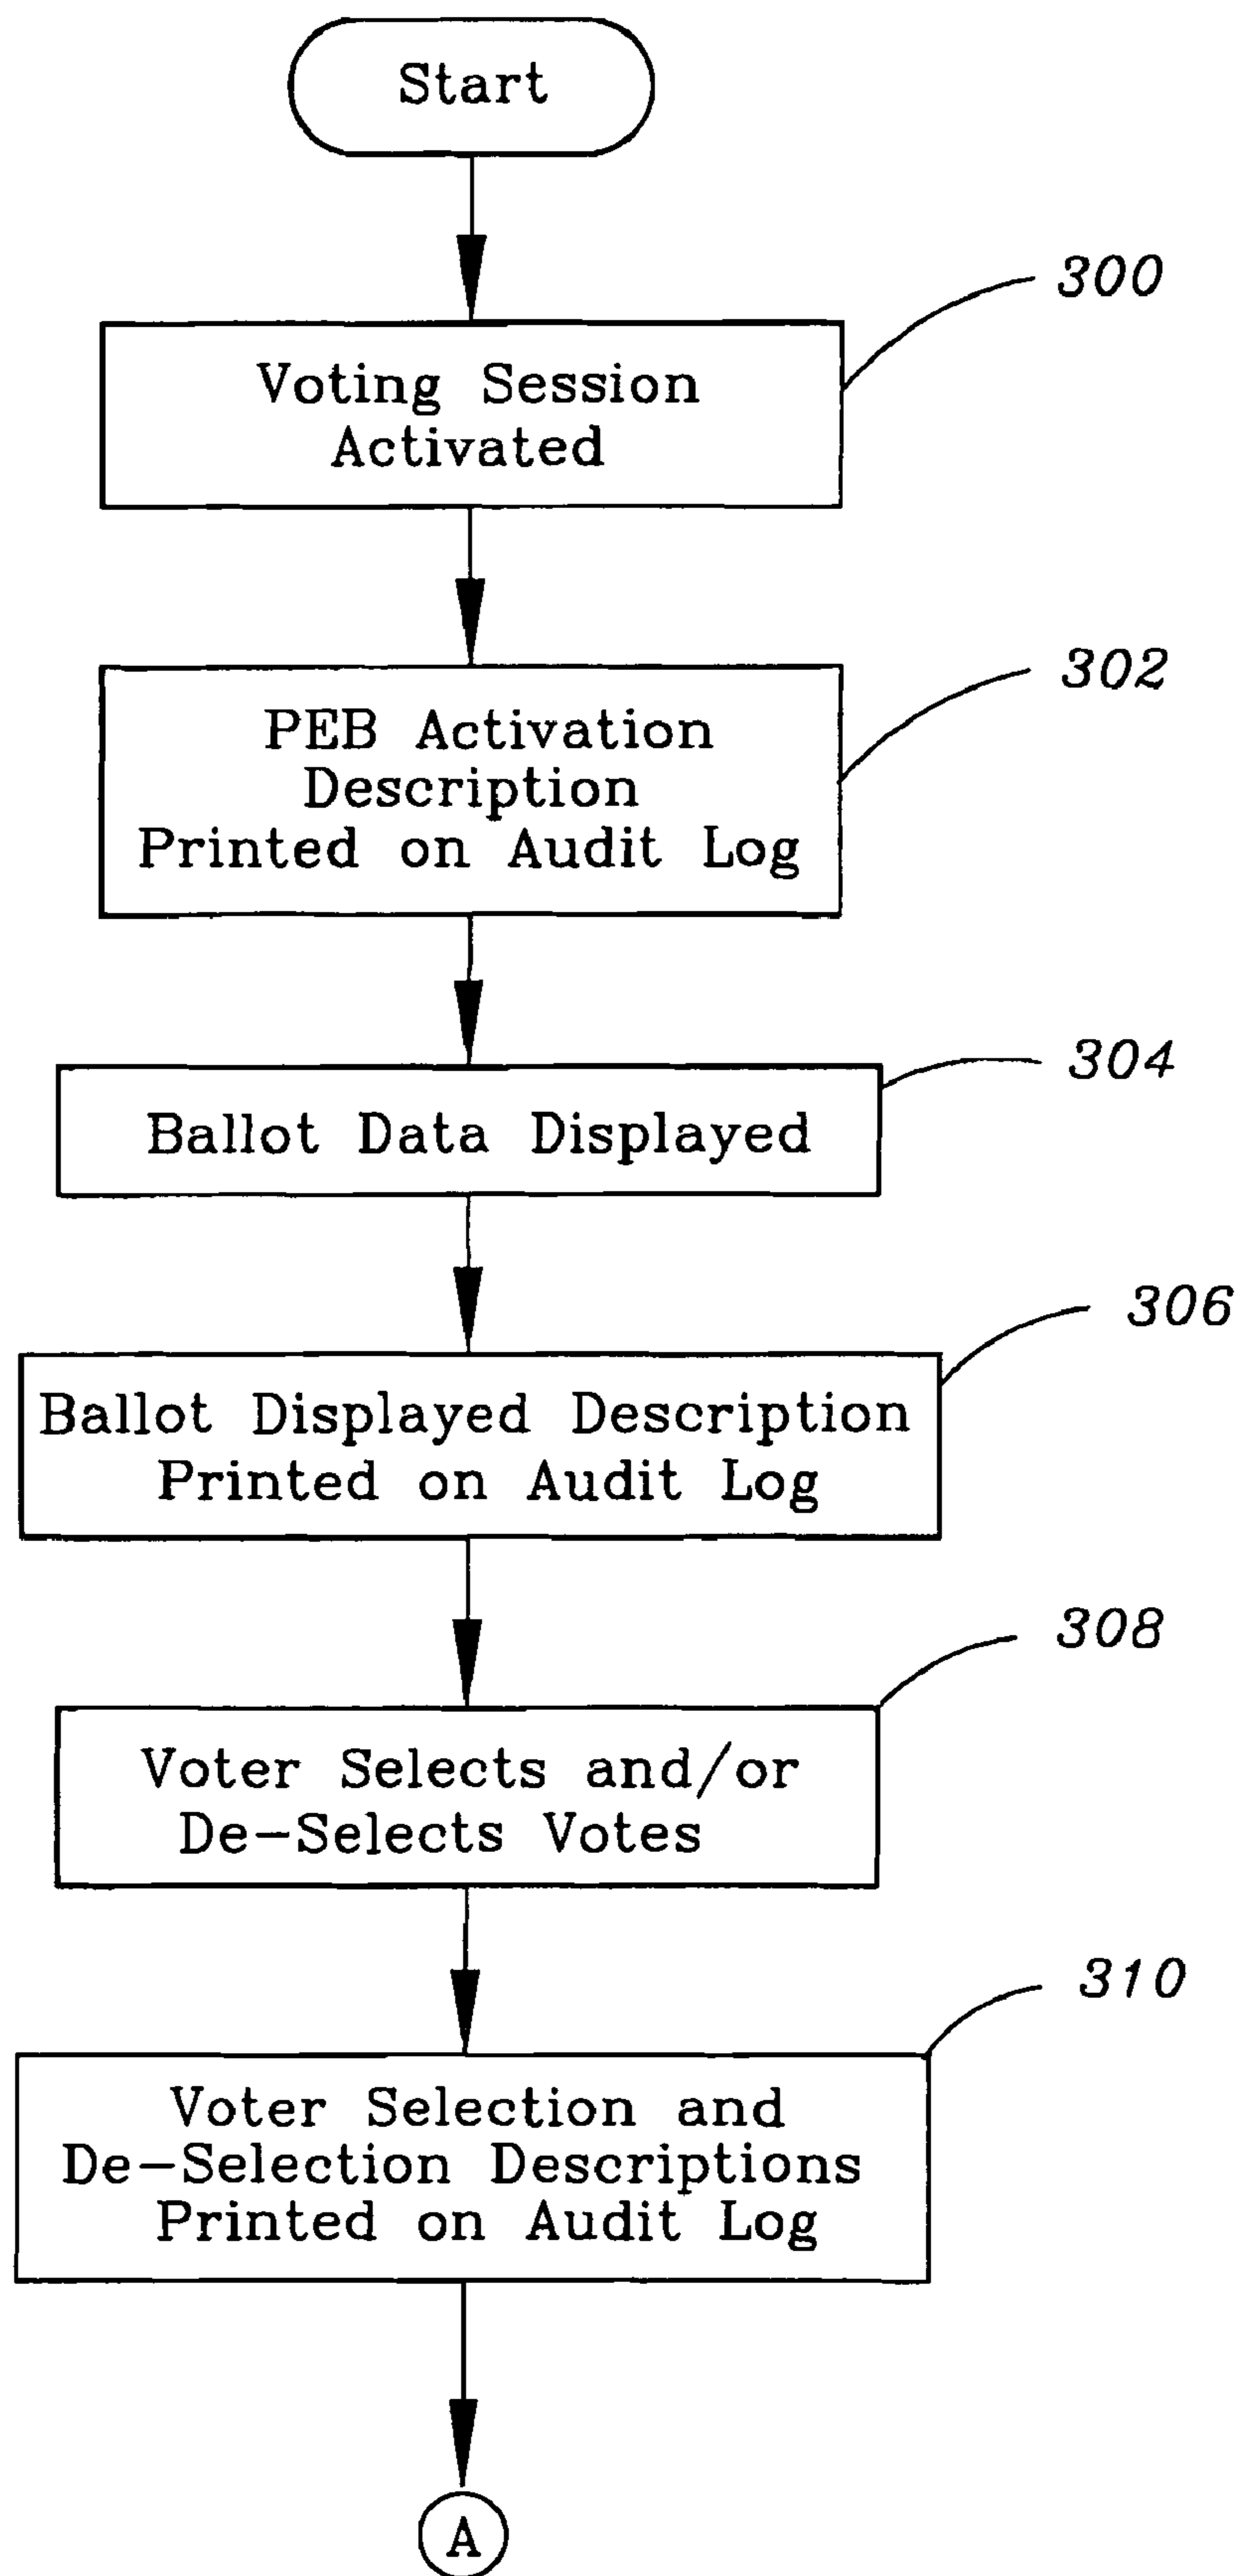 Start
300
Voting Session
Activated
302
PEB Activation
Description
Printed on Audit Log
304
Ballot Data Displayed
306
Ballot Displayed Description
Printed on Audit Log
308
Voter Selects and/or
De-Selects Votes
310
Voter Selection and
De-Selection Descriptions
Printed on Audit Log
A